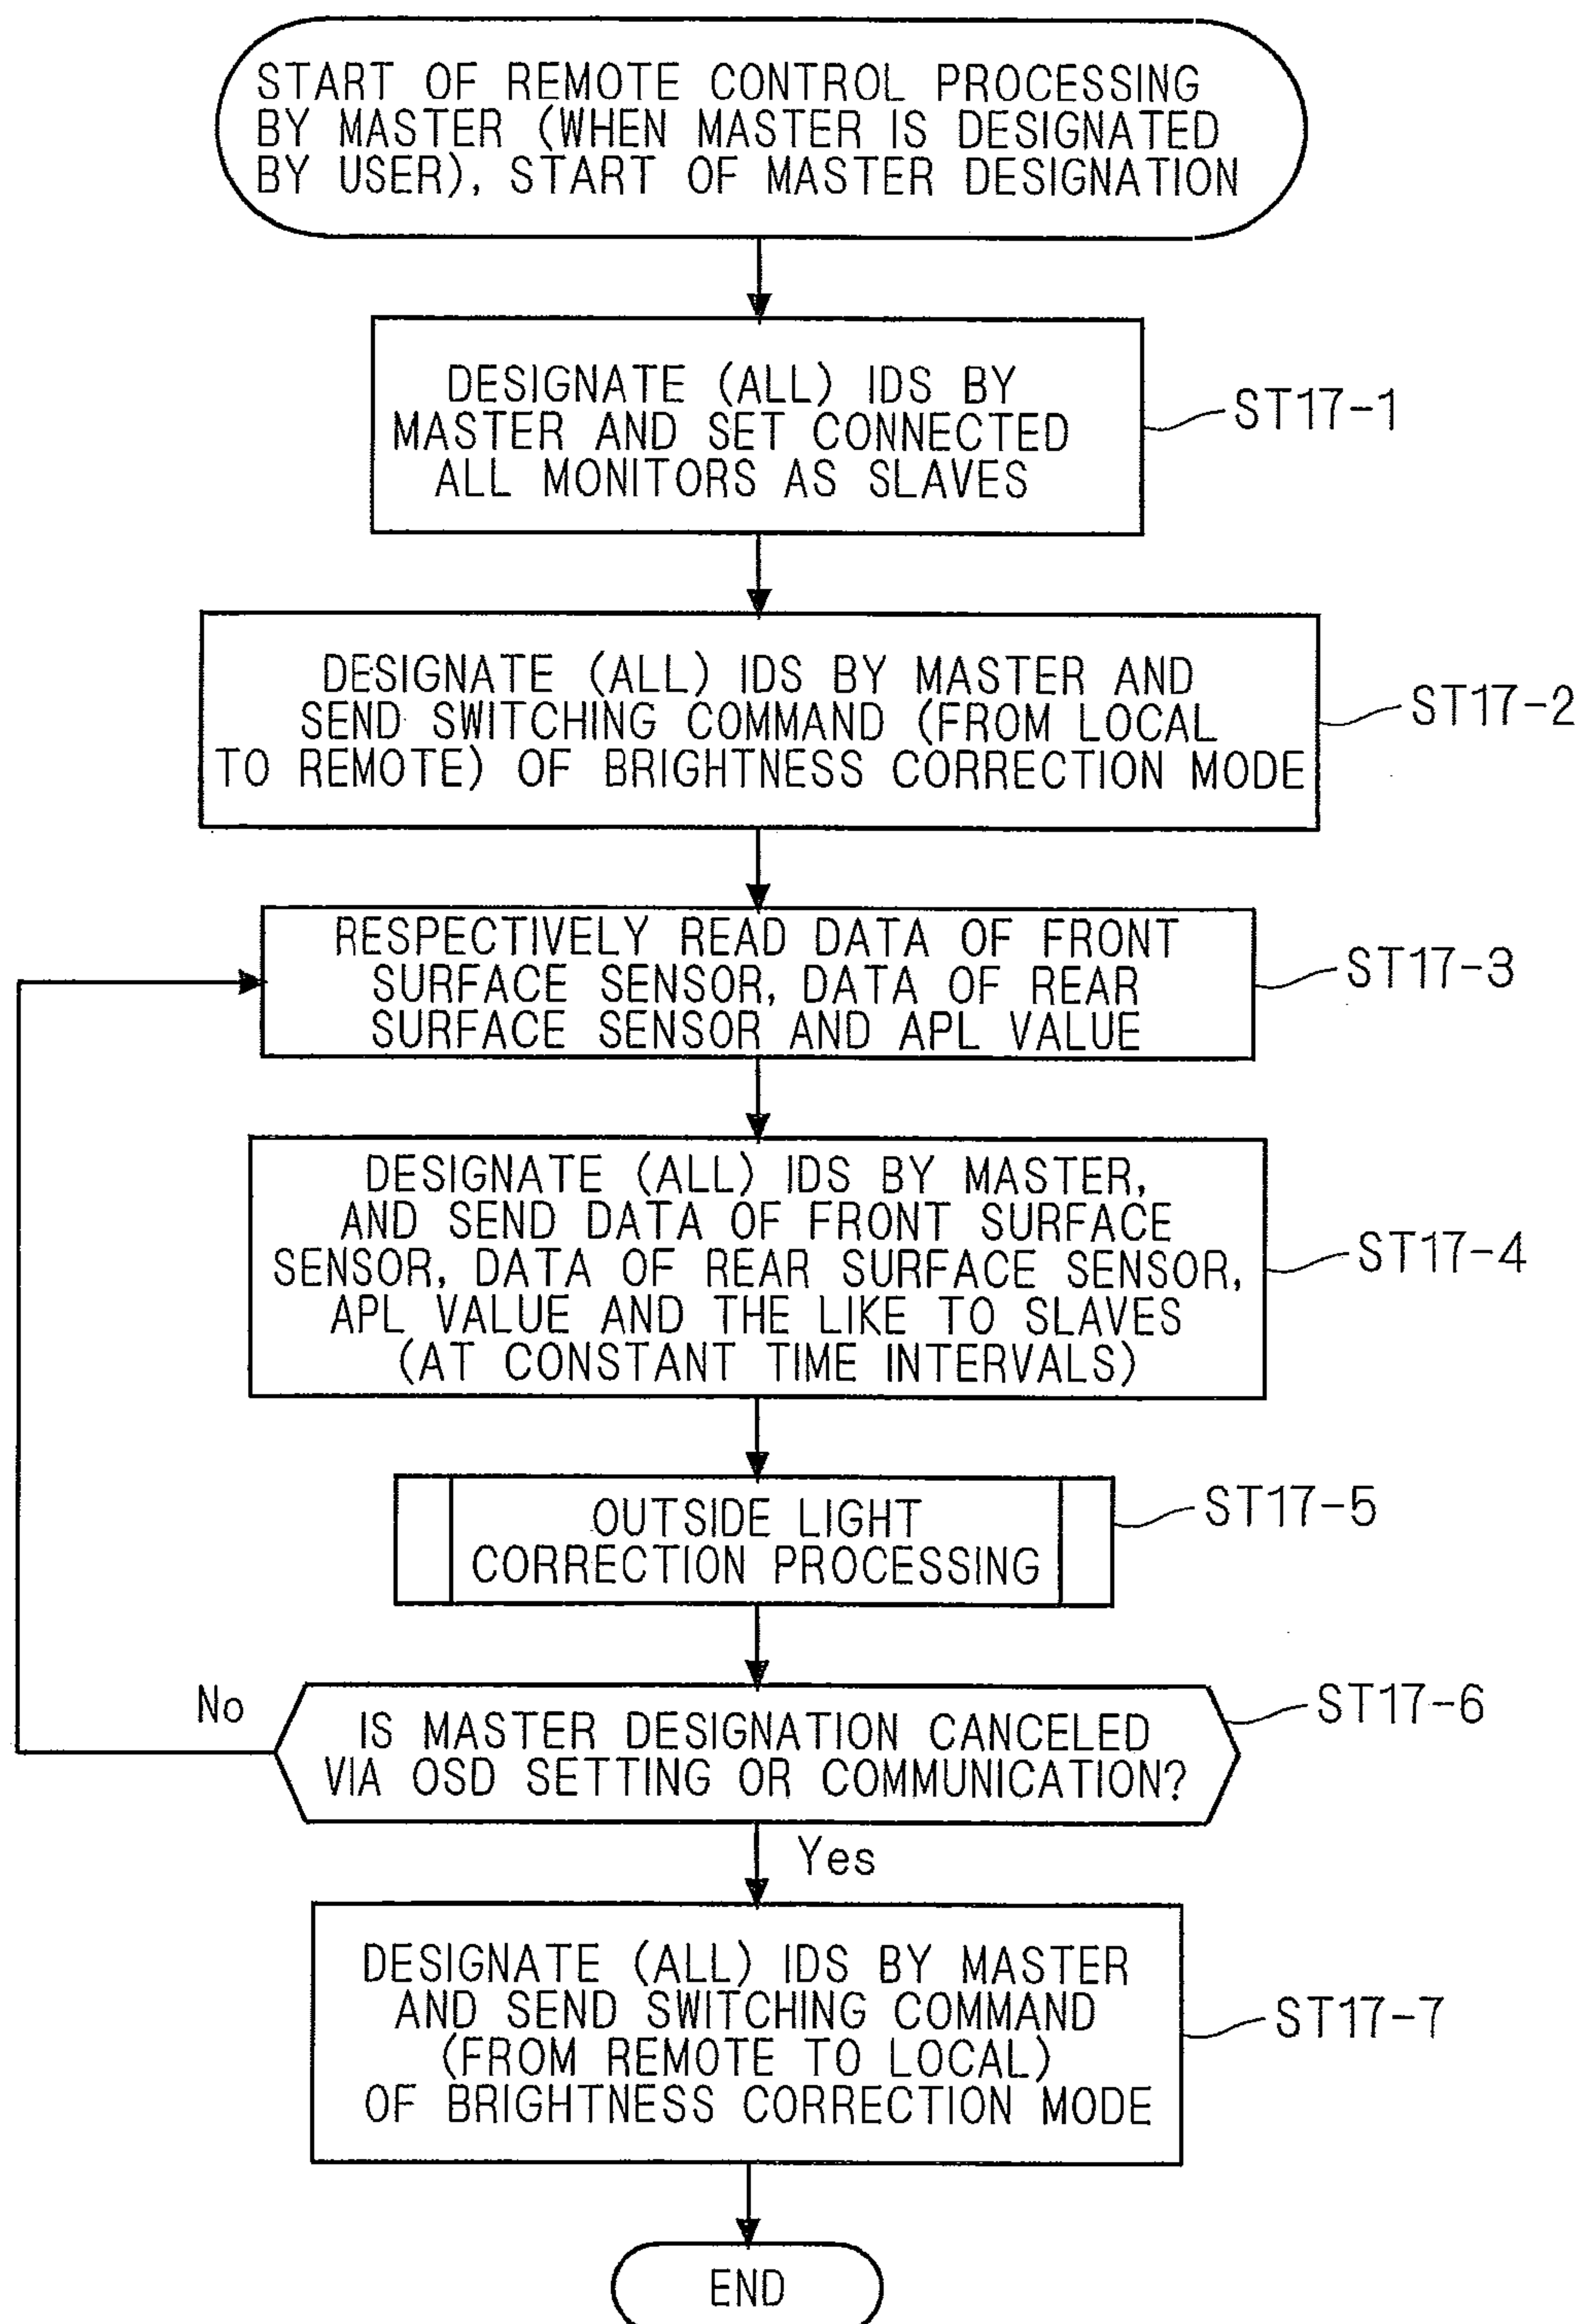 START OF REMOTE CONTROL PROCESSING
BY MASTER (WHEN MASTER IS DESIGNATED
BY USER), START OF MASTER DESIGNATION
DESIGNATE (ALL) IDS BY
MASTER AND SET CONNECTED
ALL MONITORS AS SLAVES
ST17-1
DESIGNATE (ALL) IDS BY MASTER AND
SEND SWITCHING COMMAND (FROM LOCAL
TO REMOTE) OF BRIGHTNESS CORRECTION MODE
ST17-2
RESPECTIVELY READ DATA OF FRONT
SURFACE SENSOR, DATA OF REAR
SURFACE SENSOR AND APL VALUE
ST17-3
DESIGNATE (ALL) IDS BY MASTER,
AND SEND DATA OF FRONT SURFACE
SENSOR, DATA OF REAR SURFACE SENSOR,
APL VALUE AND THE LIKE TO SLAVES
(AT CONSTANT TIME INTERVALS)
ST17-4
OUTSIDE LIGHT
CORRECTION PROCESSING
ST17-5
No
IS MASTER DESIGNATION CANCELED
VIA OSD SETTING OR COMMUNICATION?
ST17-6
Yes
DESIGNATE (ALL) IDS BY MASTER
AND SEND SWITCHING COMMAND
(FROM REMOTE TO LOCAL)
OF BRIGHTNESS CORRECTION MODE
ST17-7
END